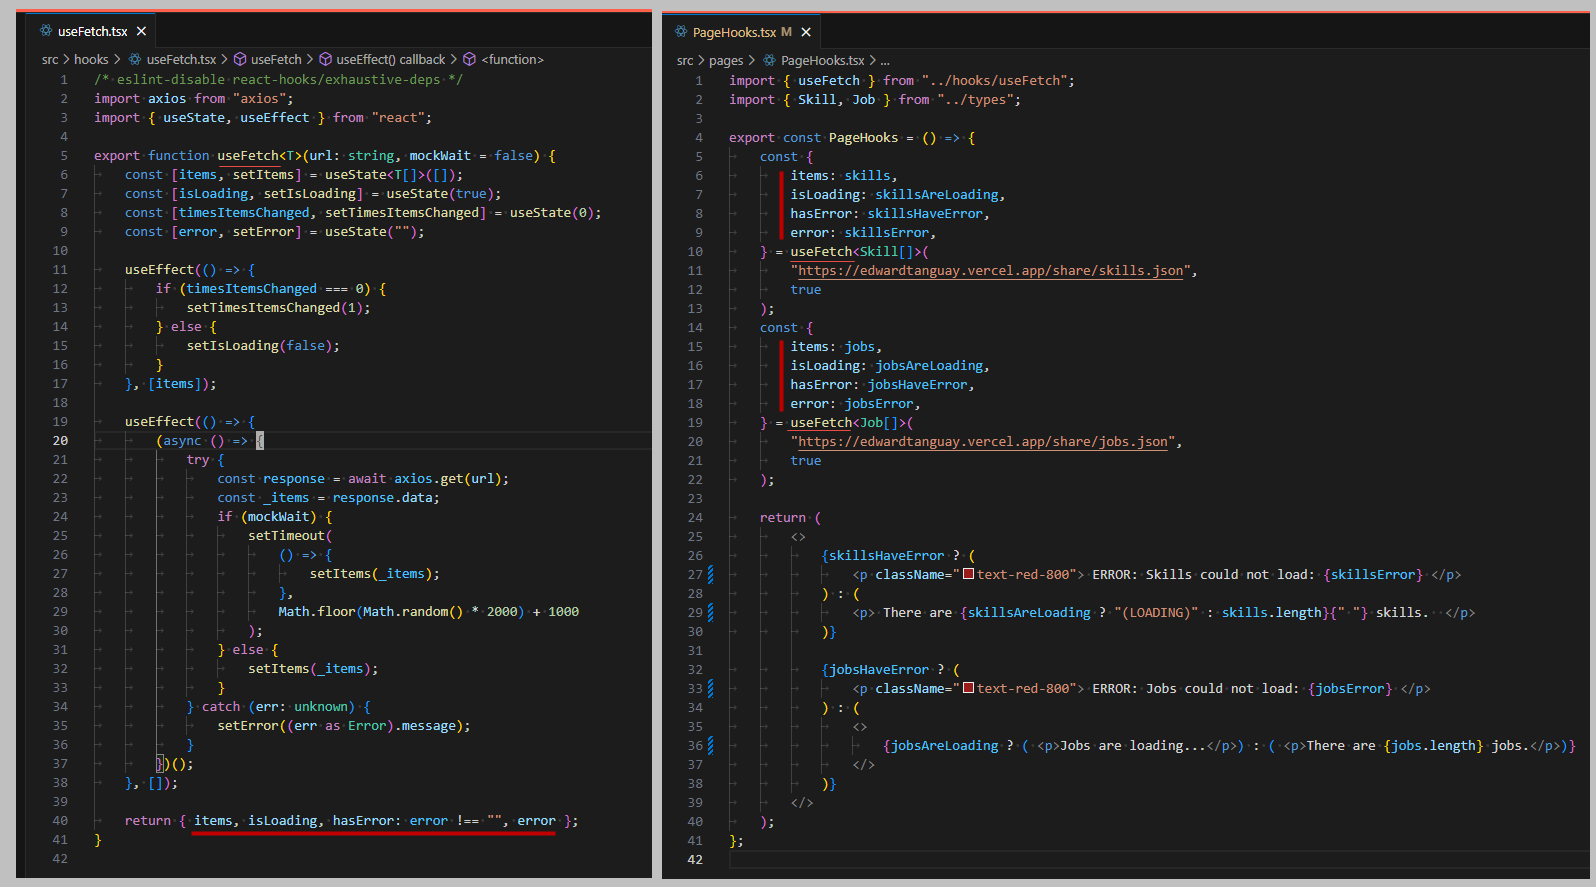 useFetch.tsx
src > hooks > useFetch.tsx > useFetch > useEffect() callback > <function>
1 /* eslint-disable react-hooks/exhaustive-deps */
2 import axios from "axios";
3 import { useState, useEffect } from "react";
4
5 export function useFetch<T>(url: string, mockWait = false) {
6 const [items, setItems] = useState<T[]>([]);
7 const [isLoading, setIsLoading] = useState(true);
8 const [timesItemsChanged, setTimesItemsChanged] = useState(0);
9 const [error, setError] = useState("");
10
11 useEffect(() => {
12 if (timesItemsChanged === 0) {
13 setTimesItemsChanged(1);
14 } else {
15 setIsLoading(false);
16 }
17 }, [items]);
18
19 useEffect(() => {
20 (async () => {
21 try {
22 const response = await axios.get(url);
23 const _items = response.data;
24 if (mockWait) {
25 setTimeout(
26 () => {
27 setItems(_items);
28 },
29 Math.floor(Math.random() * 2000) + 1000
30 );
31 } else {
32 setItems(_items);
33 }
34 } catch (err: unknown) {
35 setError((err as Error).message);
36 }
37 })();
38 }, []);
39
40 return { items, isLoading, hasError: error !== "", error };
41 }
42
PageHooks.tsx M
src > pages > PageHooks.tsx > ...
1 import { useFetch } from "../hooks/useFetch";
2 import { Skill, Job } from "../types";
3
4 export const PageHooks = () => {
5 const {
6 items: skills,
7 isLoading: skillsAreLoading,
8 hasError: skillsHaveError,
9 error: skillsError,
10 } = useFetch<Skill[]>(
11 "https://edwardtanguay.vercel.app/share/skills.json",
12 true
13 );
14 const {
15 items: jobs,
16 isLoading: jobsAreLoading,
17 hasError: jobsHaveError,
18 error: jobsError,
19 } = useFetch<Job[]>(
20 "https://edwardtanguay.vercel.app/share/jobs.json",
21 true
22 );
23
24 return (
25 <>
26 {skillsHaveError ? (
27 <p className="text-red-800"> ERROR: Skills could not load: {skillsError} </p>
28 ) : (
29 <p> There are {skillsAreLoading ? "(LOADING)" : skills.length}{" "} skills.  </p>
30 )}
31
32 {jobsHaveError ? (
33 <p className="text-red-800"> ERROR: Jobs could not load: {jobsError} </p>
34 ) : (
35 <>
36 {jobsAreLoading ? ( <p>Jobs are loading...</p>) : ( <p>There are {jobs.length} jobs.</p>)}
37 </>
38 )}
39 </>
40 );
41 };
42